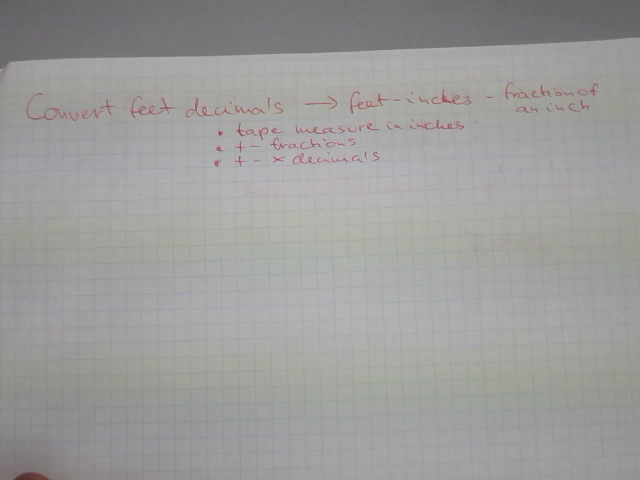 Convert feet decimals → feet-inches - fraction of an inch
• tape measure in inches
• + - fractions
• + - × decimals